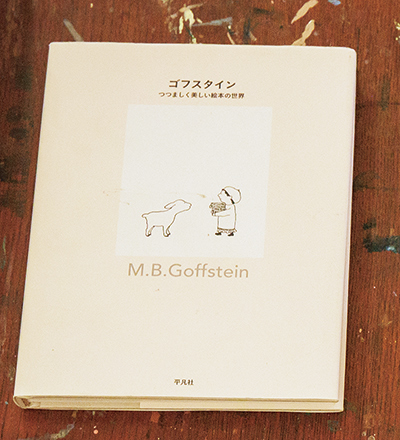 ゴフスタイン
つつましく美しい絵本の世界
M.B.Goffstein
平凡社